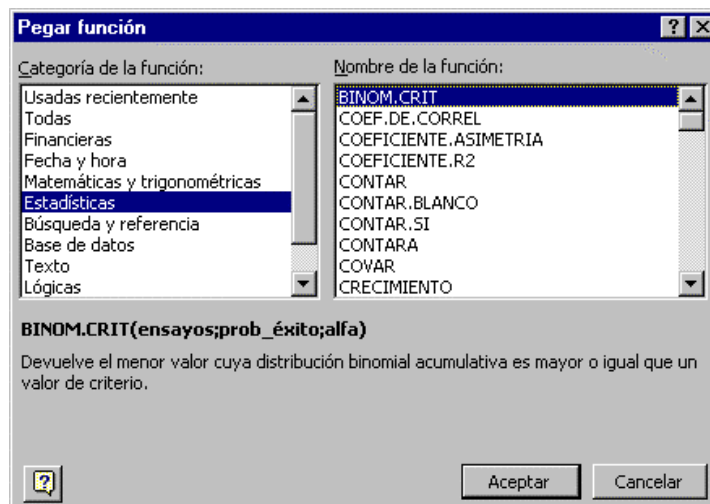 Pegar función
Categoría de la función:
Usadas recientemente
Todas
Financieras
Fecha y hora
Matemáticas y trigonométricas
Estadísticas
Búsqueda y referencia
Base de datos
Texto
Lógicas
Nombre de la función:
BINOM.CRIT
COEF.DE.CORREL
COEFICIENTE.ASIMETRIA
COEFICIENTE.R2
CONTAR
CONTAR.BLANCO
CONTAR.SI
CONTARA
COVAR
CRECIMIENTO
BINOM.CRIT(ensayos;prob_éxito;alfa)
Devuelve el menor valor cuya distribución binomial acumulativa es mayor o igual que un
valor de criterio.
Aceptar
Cancelar